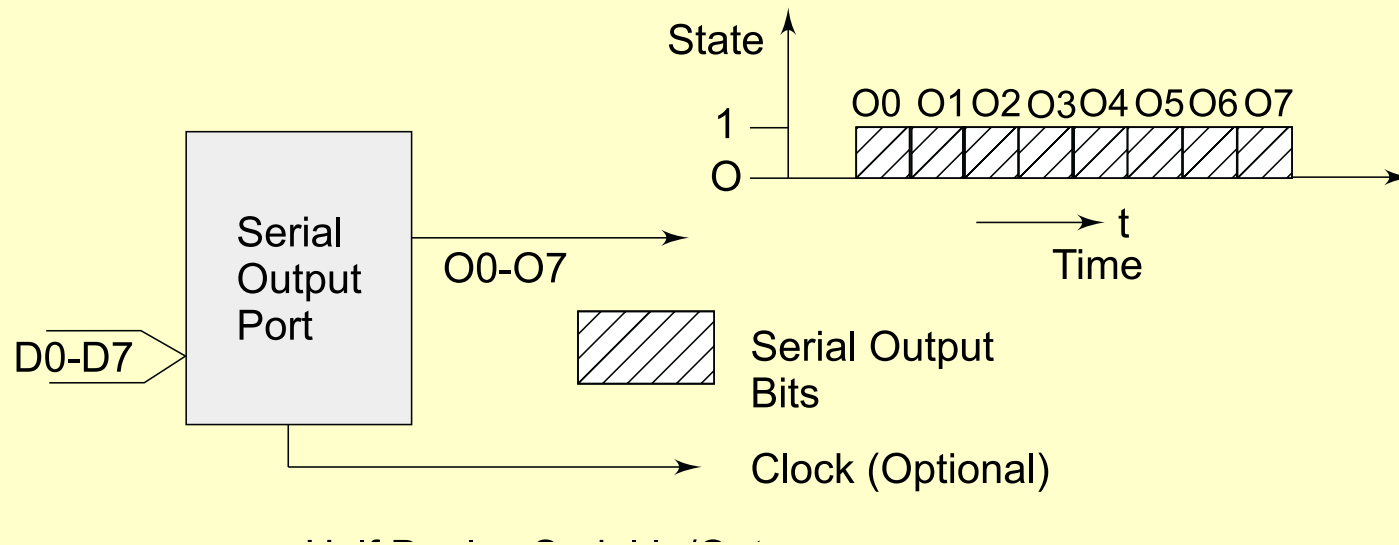 State
O0 O1 O2 O3 O4 O5 O6 O7
1
O
t
Time
Serial
Output
Port
O0-O7
D0-D7
Serial Output
Bits
Clock (Optional)